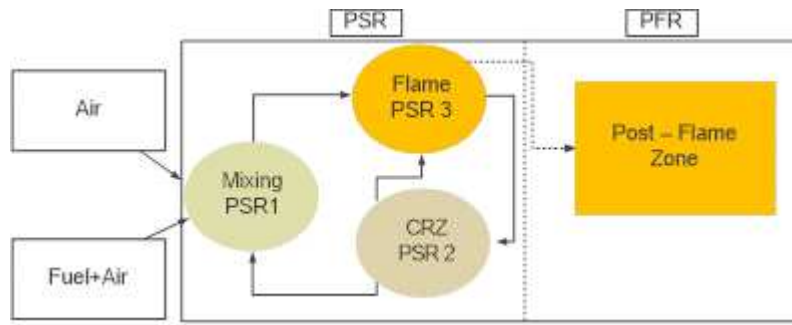 PSR
PFR
Air
Fuel+Air
Mixing
PSR1
Flame
PSR 3
CRZ
PSR 2
Post – Flame
Zone